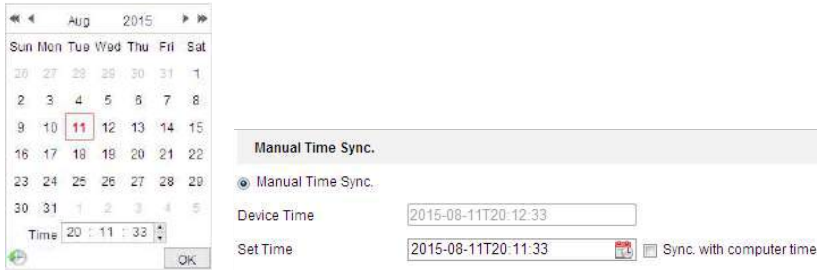 Aug 2015
Sun Mon Tue Wed Thu Fri Sat
26 27 28 29 30 31 1
2 3 4 5 6 7 8
9 10 11 12 13 14 15
16 17 18 19 20 21 22
23 24 25 26 27 28 29
30 31 1 2 3 4 5
Time 20 : 11 : 33
OK
Manual Time Sync.
Manual Time Sync.
Device Time 2015-08-11T20:12:33
Set Time 2015-08-11T20:11:33 Sync. with computer time